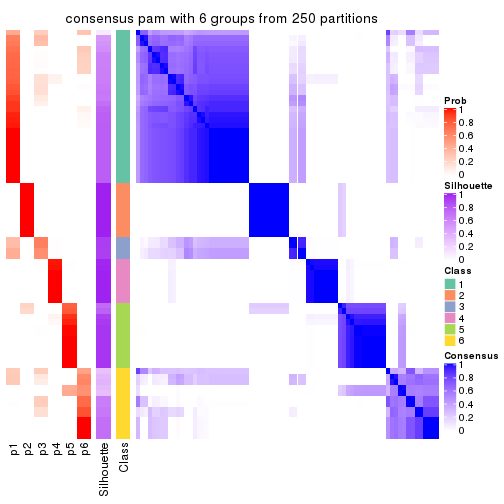 consensus pam with 6 groups from 250 partitions
Prob
1
0.8
0.6
0.4
0.2
0
Silhouette
1
0.8
0.6
0.4
0.2
0
Class
1
2
3
4
5
6
Consensus
1
0.8
0.6
0.4
0.2
0
p1
p2
p3
p4
p5
p6
Silhouette
Class